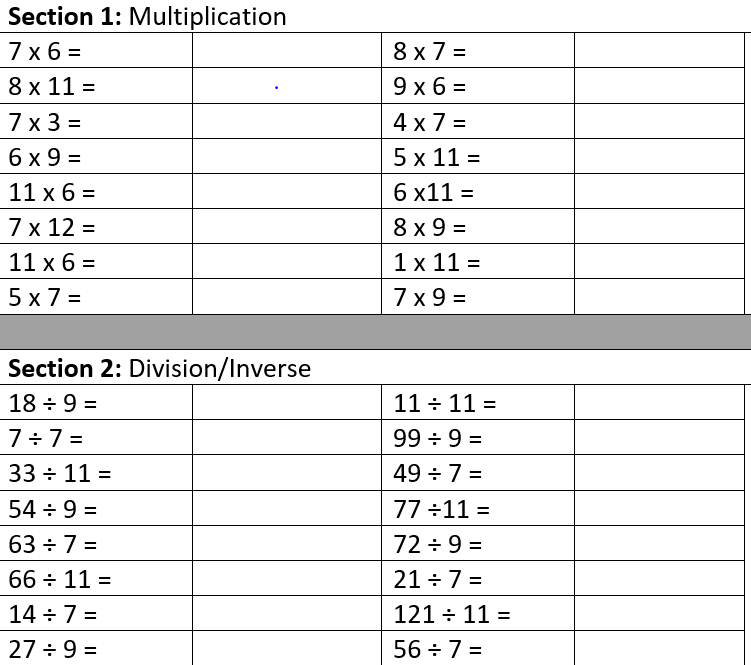 Section 1: Multiplication
7 x 6 = 8 x 7 =
8 x 11 = 9 x 6 =
7 x 3 = 4 x 7 =
6 x 9 = 5 x 11 =
11 x 6 = 6 x11 =
7 x 12 = 8 x 9 =
11 x 6 = 1 x 11 =
5 x 7 = 7 x 9 =
Section 2: Division/Inverse
18 ÷ 9 = 11 ÷ 11 =
7 ÷ 7 = 99 ÷ 9 =
33 ÷ 11 = 49 ÷ 7 =
54 ÷ 9 = 77 ÷11 =
63 ÷ 7 = 72 ÷ 9 =
66 ÷ 11 = 21 ÷ 7 =
14 ÷ 7 = 121 ÷ 11 =
27 ÷ 9 = 56 ÷ 7 =